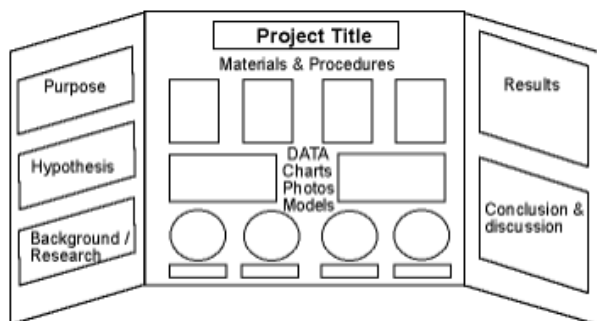 Purpose
Hypothesis
Background /
Research
Project Title
Materials & Procedures
DATA
Charts
Photos
Models
Results
Conclusion &
discussion